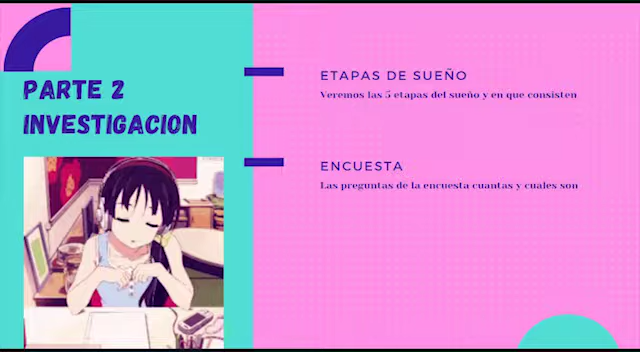 PARTE 2
INVESTIGACION
ETAPAS DE SUEÑO
Veremos las 5 etapas del sueño y en que consisten
ENCUESTA
Las preguntas de la encuesta cuantas y cuales son